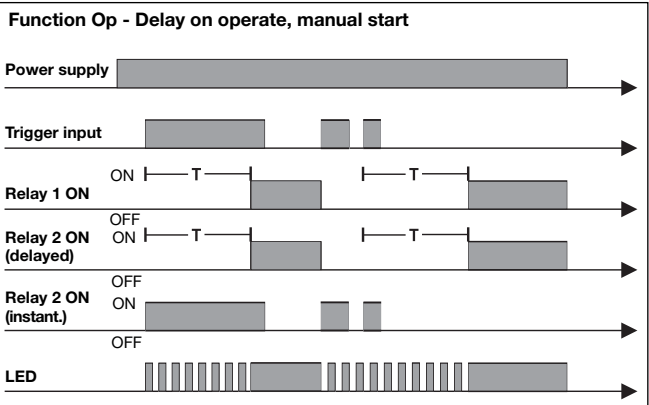 Function Op - Delay on operate, manual start
Power supply
Trigger input
ON T T
Relay 1 ON
OFF
Relay 2 ON ON T T
(delayed)
OFF
Relay 2 ON ON
(instant.)
OFF
LED